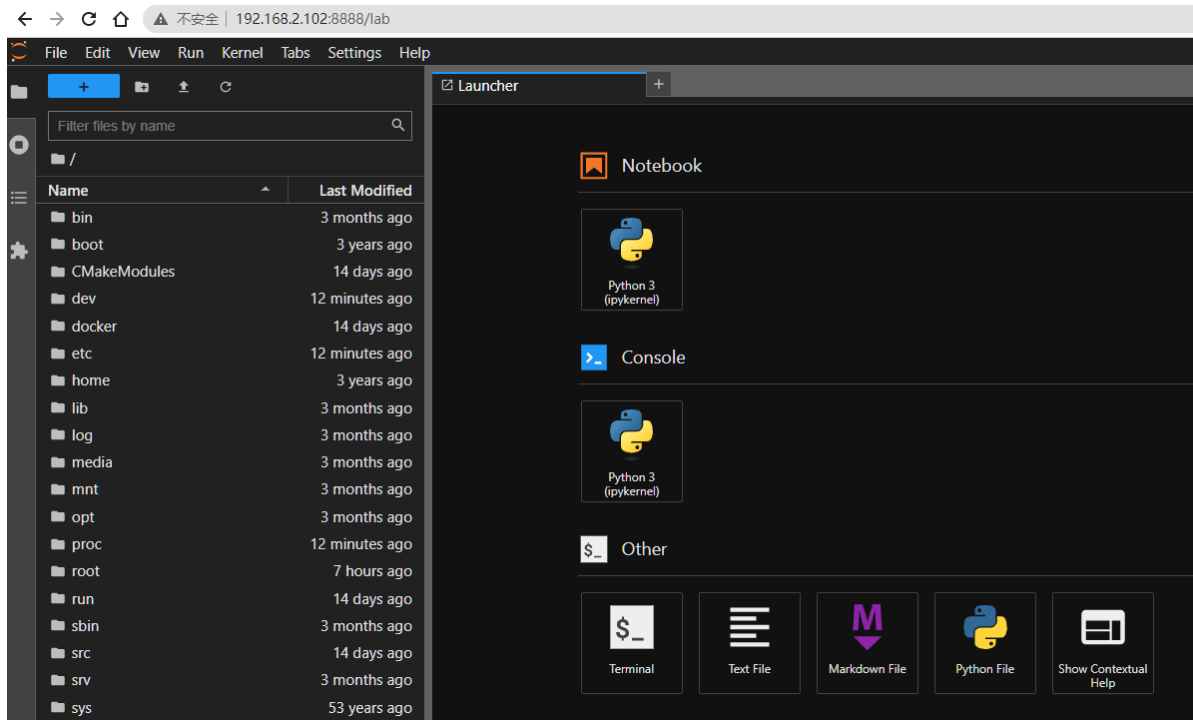 不安全 | 192.168.2.102:8888/lab
File Edit View Run Kernel Tabs Settings Help
+
Launcher
+
Filter files by name
/
Name Last Modified
bin 3 months ago
boot 3 years ago
CMakeModules 14 days ago
dev 12 minutes ago
docker 14 days ago
etc 12 minutes ago
home 3 years ago
lib 3 months ago
log 3 months ago
media 3 months ago
mnt 3 months ago
opt 3 months ago
proc 12 minutes ago
root 7 hours ago
run 14 days ago
sbin 3 months ago
src 14 days ago
srv 3 months ago
sys 53 years ago
Notebook
Python 3
(ipykernel)
Console
Python 3
(ipykernel)
$_ Other
$_
Terminal
Text File
M
Markdown File
Python File
Show Contextual
Help